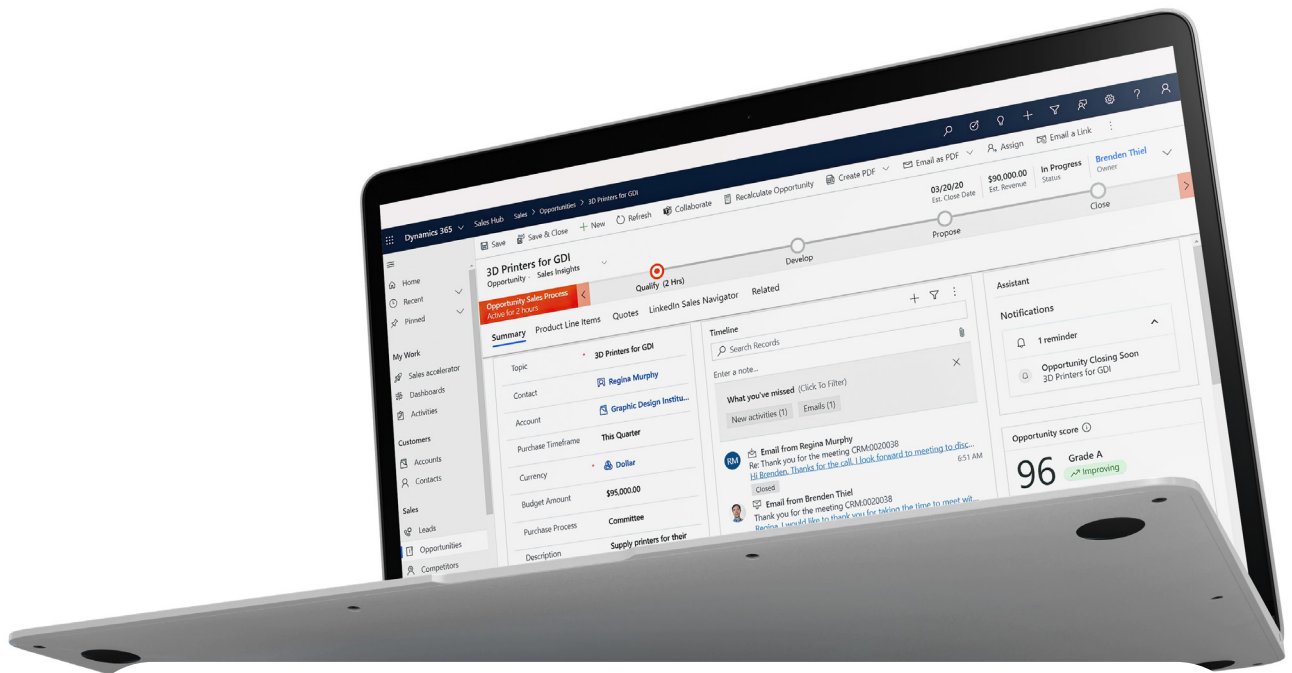 Dynamics 365
Sales Hub
Sales > Opportunities > 3D Printers for GDI
Save
Save & Close
New
Refresh
Collaborate
Recalculate Opportunity
Create PDF
Email as PDF
Assign
Email a Link
3D Printers for GDI
Opportunity · Sales Insights
03/20/20
Est. Close Date
$90,000.00
Est. Revenue
In Progress
Status
Brenden Thiel
Owner
Opportunity Sales Process
Active for 2 hours
Qualify (2 Hrs)
Develop
Propose
Close
Home
Recent
Pinned
My Work
Sales accelerator
Dashboards
Activities
Customers
Accounts
Contacts
Sales
Leads
Opportunities
Competitors
Summary
Product Line Items
Quotes
LinkedIn Sales Navigator
Related
Topic * 3D Printers for GDI
Contact Regina Murphy
Account Graphic Design Institu...
Purchase Timeframe This Quarter
Currency * Dollar
Budget Amount $95,000.00
Purchase Process Committee
Description Supply printers for their
Timeline
Search Records
Enter a note...
What you've missed (Click To Filter)
New activities (1) Emails (1)
RM
Email from Regina Murphy
Re: Thank you for the meeting CRM:0020038
Hi Brenden, Thanks for the call. I look forward to meeting to disc...
Closed
6:51 AM
Email from Brenden Thiel
Thank you for the meeting CRM:0020038
Regina, I would like to thank you for taking the time to meet wit...
Assistant
Notifications
1 reminder
Opportunity Closing Soon
3D Printers for GDI
Opportunity score
96
Grade A
Improving